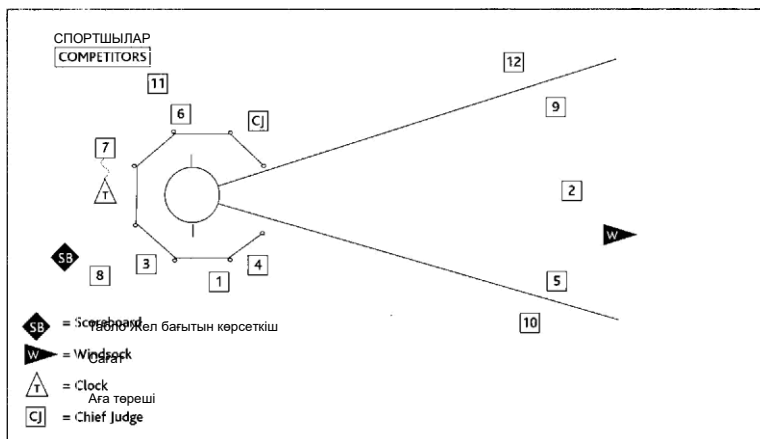 СПОРТШЫЛАР
COMPETITORS
12
11
9
6
CJ
7
2
T
W
SB
3
4
8
1
5
10
SB = Scoreboard Табло Жел бағытын көрсеткіш
W = Windsock Сағат
T = Clock
Аға төреші
CJ = Chief Judge